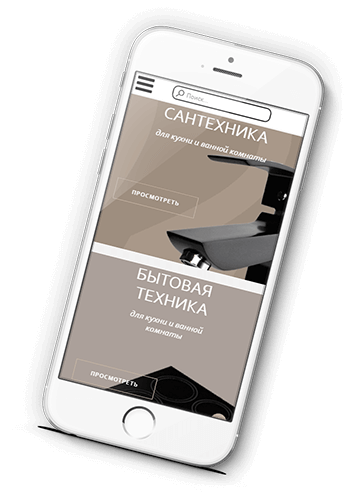 Поиск...
САНТЕХНИКА
для кухни и ванной комнаты
ПРОСМОТРЕТЬ
БЫТОВАЯ
ТЕХНИКА
для кухни и ванной
комнаты
ПРОСМОТРЕТЬ